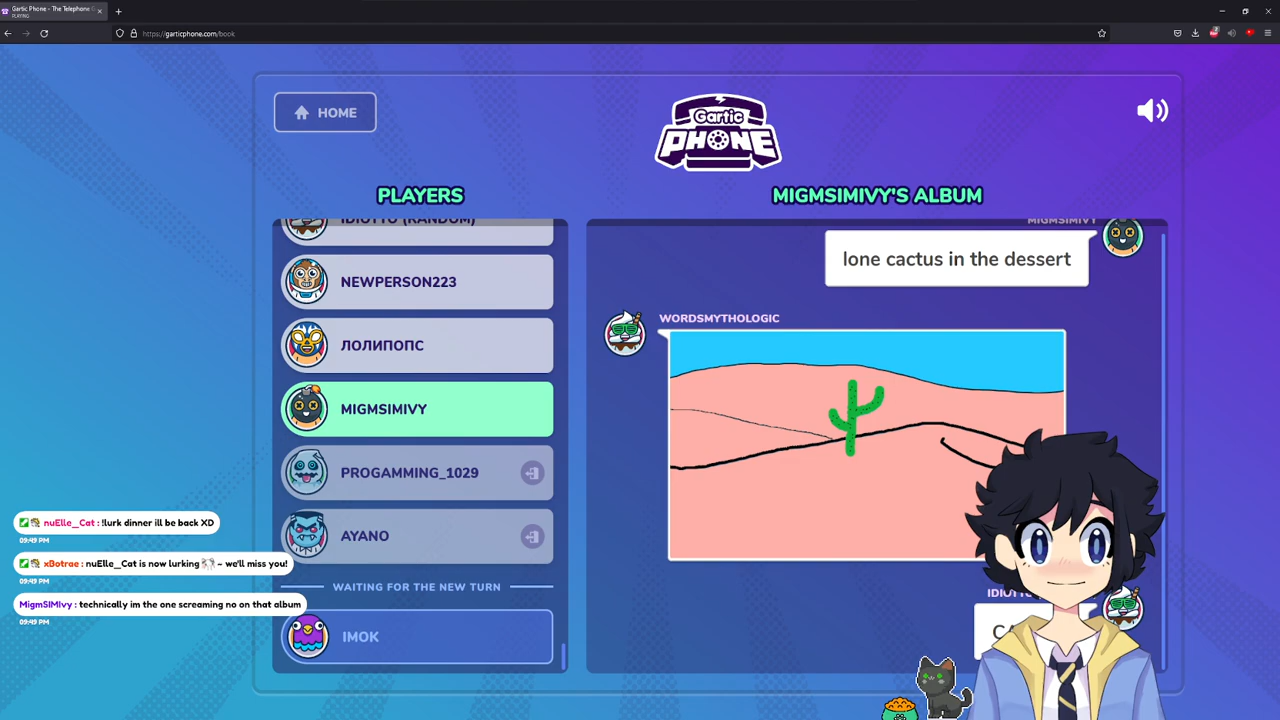 Gartic Phone - The Telephone G
PLAYING
https://garticphone.com/book
HOME
Gartic
PHONE
PLAYERS
MIGMSIMIVY'S ALBUM
IDIOTTO (RANDOM)
NEWPERSON223
ЛОЛИПОПС
MIGMSIMIVY
PROGAMMING_1029
AYANO
WAITING FOR THE NEW TURN
IMOK
MIGMSIMIVY
lone cactus in the dessert
WORDSMYTHOLOGIC
nuElle_Cat : !lurk dinner ill be back XD
09:49 PM
xBotrae : nuElle_Cat is now lurking ~ we'll miss you!
09:49 PM
MigmSIMIvy : technically im the one screaming no on that album
09:49 PM